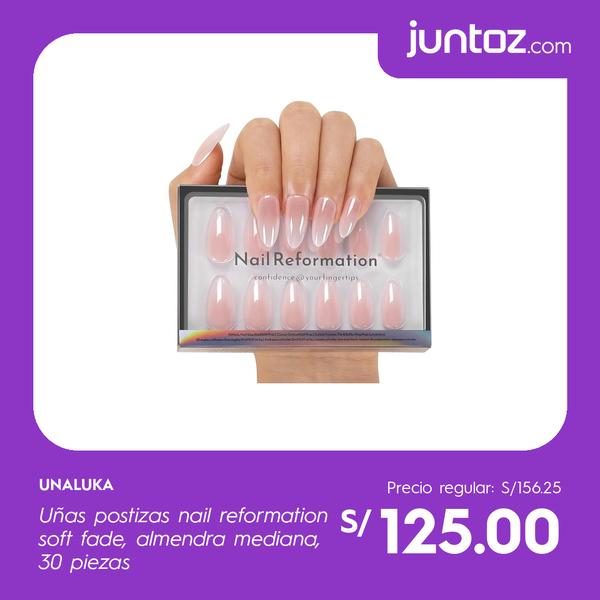 juntoz.com
Nail Reformation
confidence@yourfingertips
UNALUKA
Uñas postizas nail reformation
soft fade, almendra mediana,
30 piezas
Precio regular: S/156.25
S/125.00